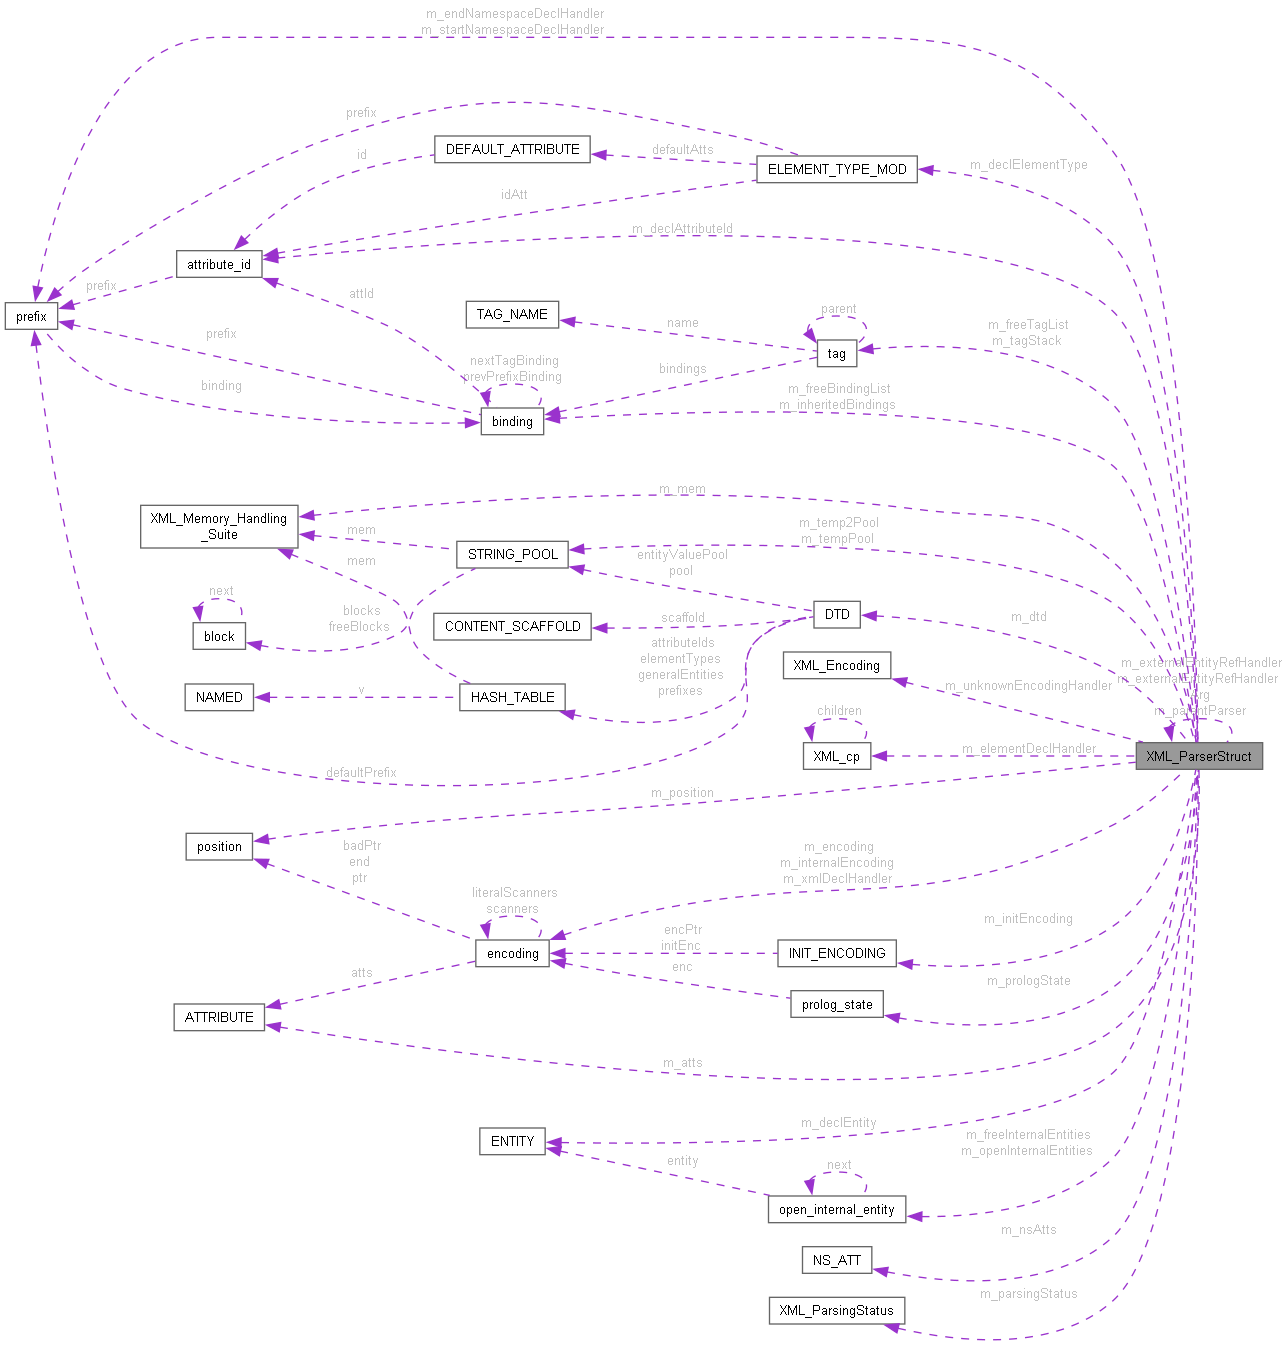 m_endNamespaceDeclHandler
m_startNamespaceDeclHandler
prefix
DEFAULT_ATTRIBUTE
defaultAtts
ELEMENT_TYPE_MOD
m_declElementType
id
idAtt
m_declAttributeId
attribute_id
prefix
attId
prefix
TAG_NAME
name
parent
tag
m_freeTagList
m_tagStack
prefix
binding
nextTagBinding
prevPrefixBinding
bindings
m_freeBindingList
m_inheritedBindings
binding
m_mem
XML_Memory_Handling
_Suite
mem
STRING_POOL
m_temp2Pool
m_tempPool
entityValuePool
pool
mem
next
block
blocks
freeBlocks
CONTENT_SCAFFOLD
scaffold
DTD
m_dtd
attributeIds
elementTypes
generalEntities
prefixes
XML_Encoding
m_unknownEncodingHandler
m_externalEntityRefHandler
m_externalEntityRefHandler
Arg
m_parentParser
NAMED
v
HASH_TABLE
children
XML_cp
m_elementDeclHandler
XML_ParserStruct
defaultPrefix
m_position
position
badPtr
end
ptr
m_encoding
m_internalEncoding
m_xmlDeclHandler
literalScanners
scanners
encoding
encPtr
initEnc
INIT_ENCODING
m_initEncoding
enc
prolog_state
m_prologState
atts
ATTRIBUTE
m_atts
ENTITY
m_declEntity
entity
next
open_internal_entity
m_freeInternalEntities
m_openInternalEntities
NS_ATT
m_nsAtts
XML_ParsingStatus
m_parsingStatus